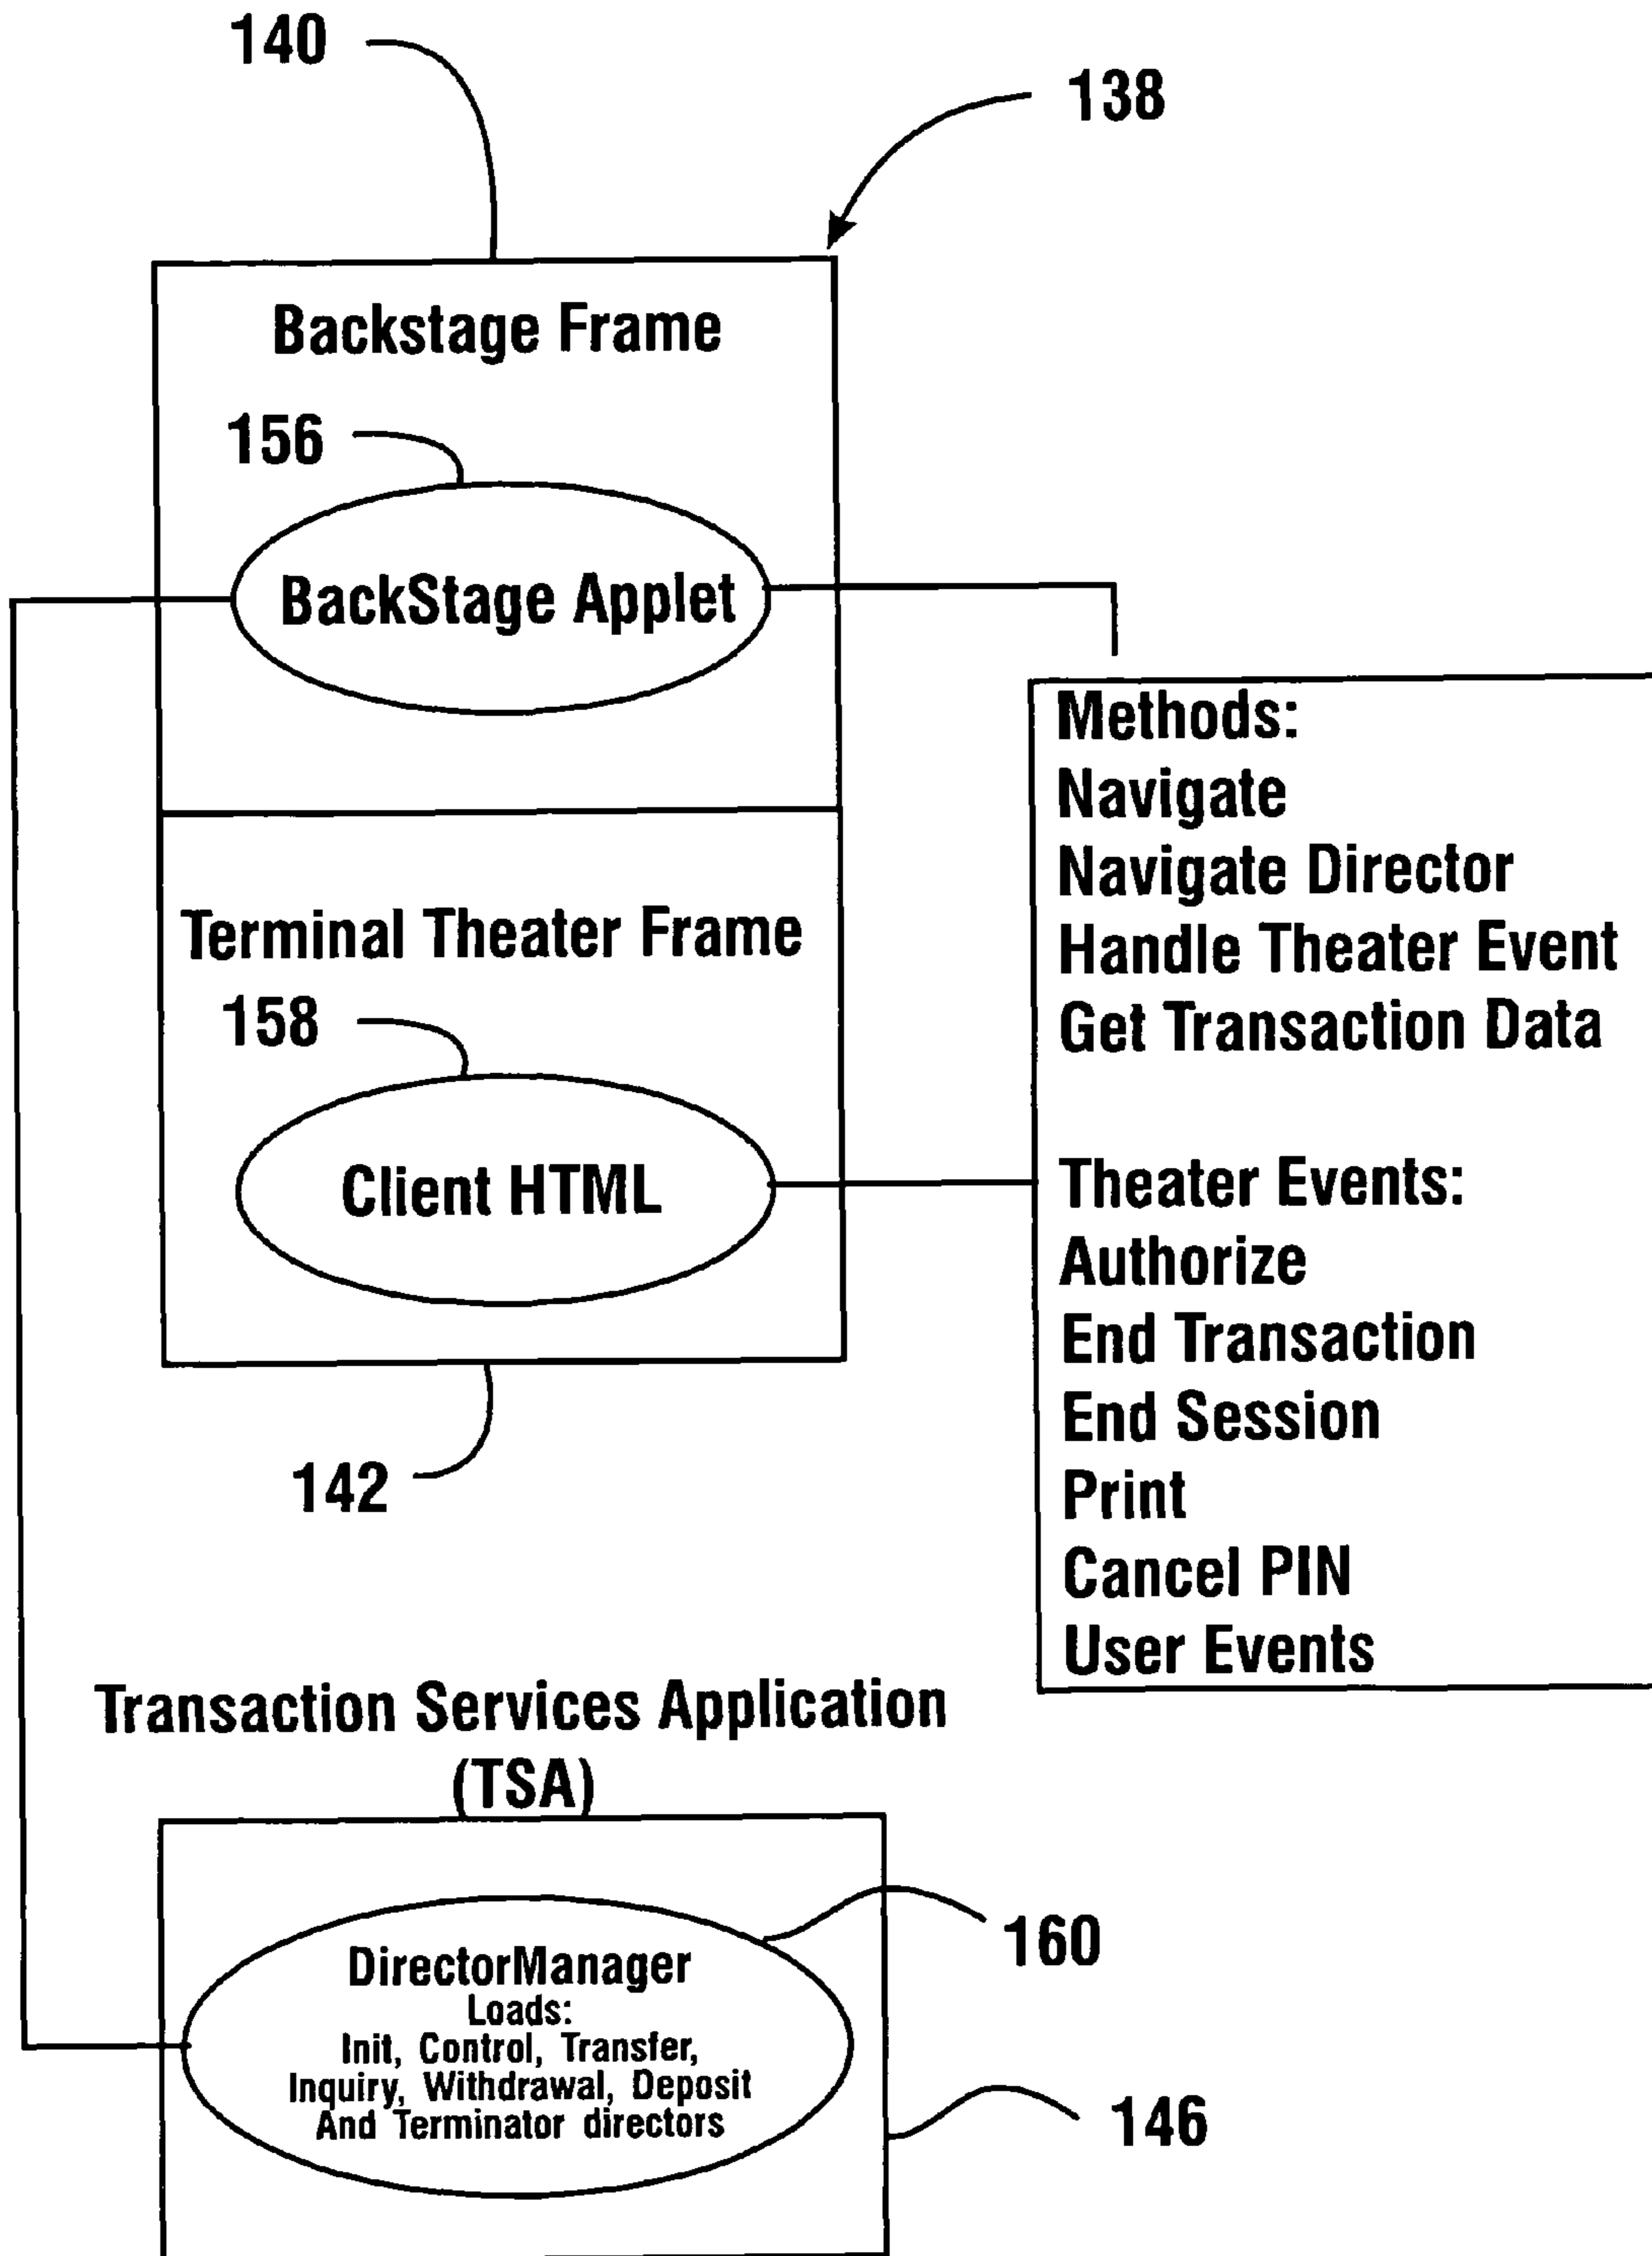 140
138
Backstage Frame
156
BackStage Applet
Methods:
Navigate
Navigate Director
Handle Theater Event
Get Transaction Data
Theater Events:
Authorize
End Transaction
End Session
Print
Cancel PIN
User Events
Terminal Theater Frame
158
Client HTML
142
Transaction Services Application
(TSA)
DirectorManager
Loads:
Init, Control, Transfer,
Inquiry, Withdrawal, Deposit
And Terminator directors
160
146